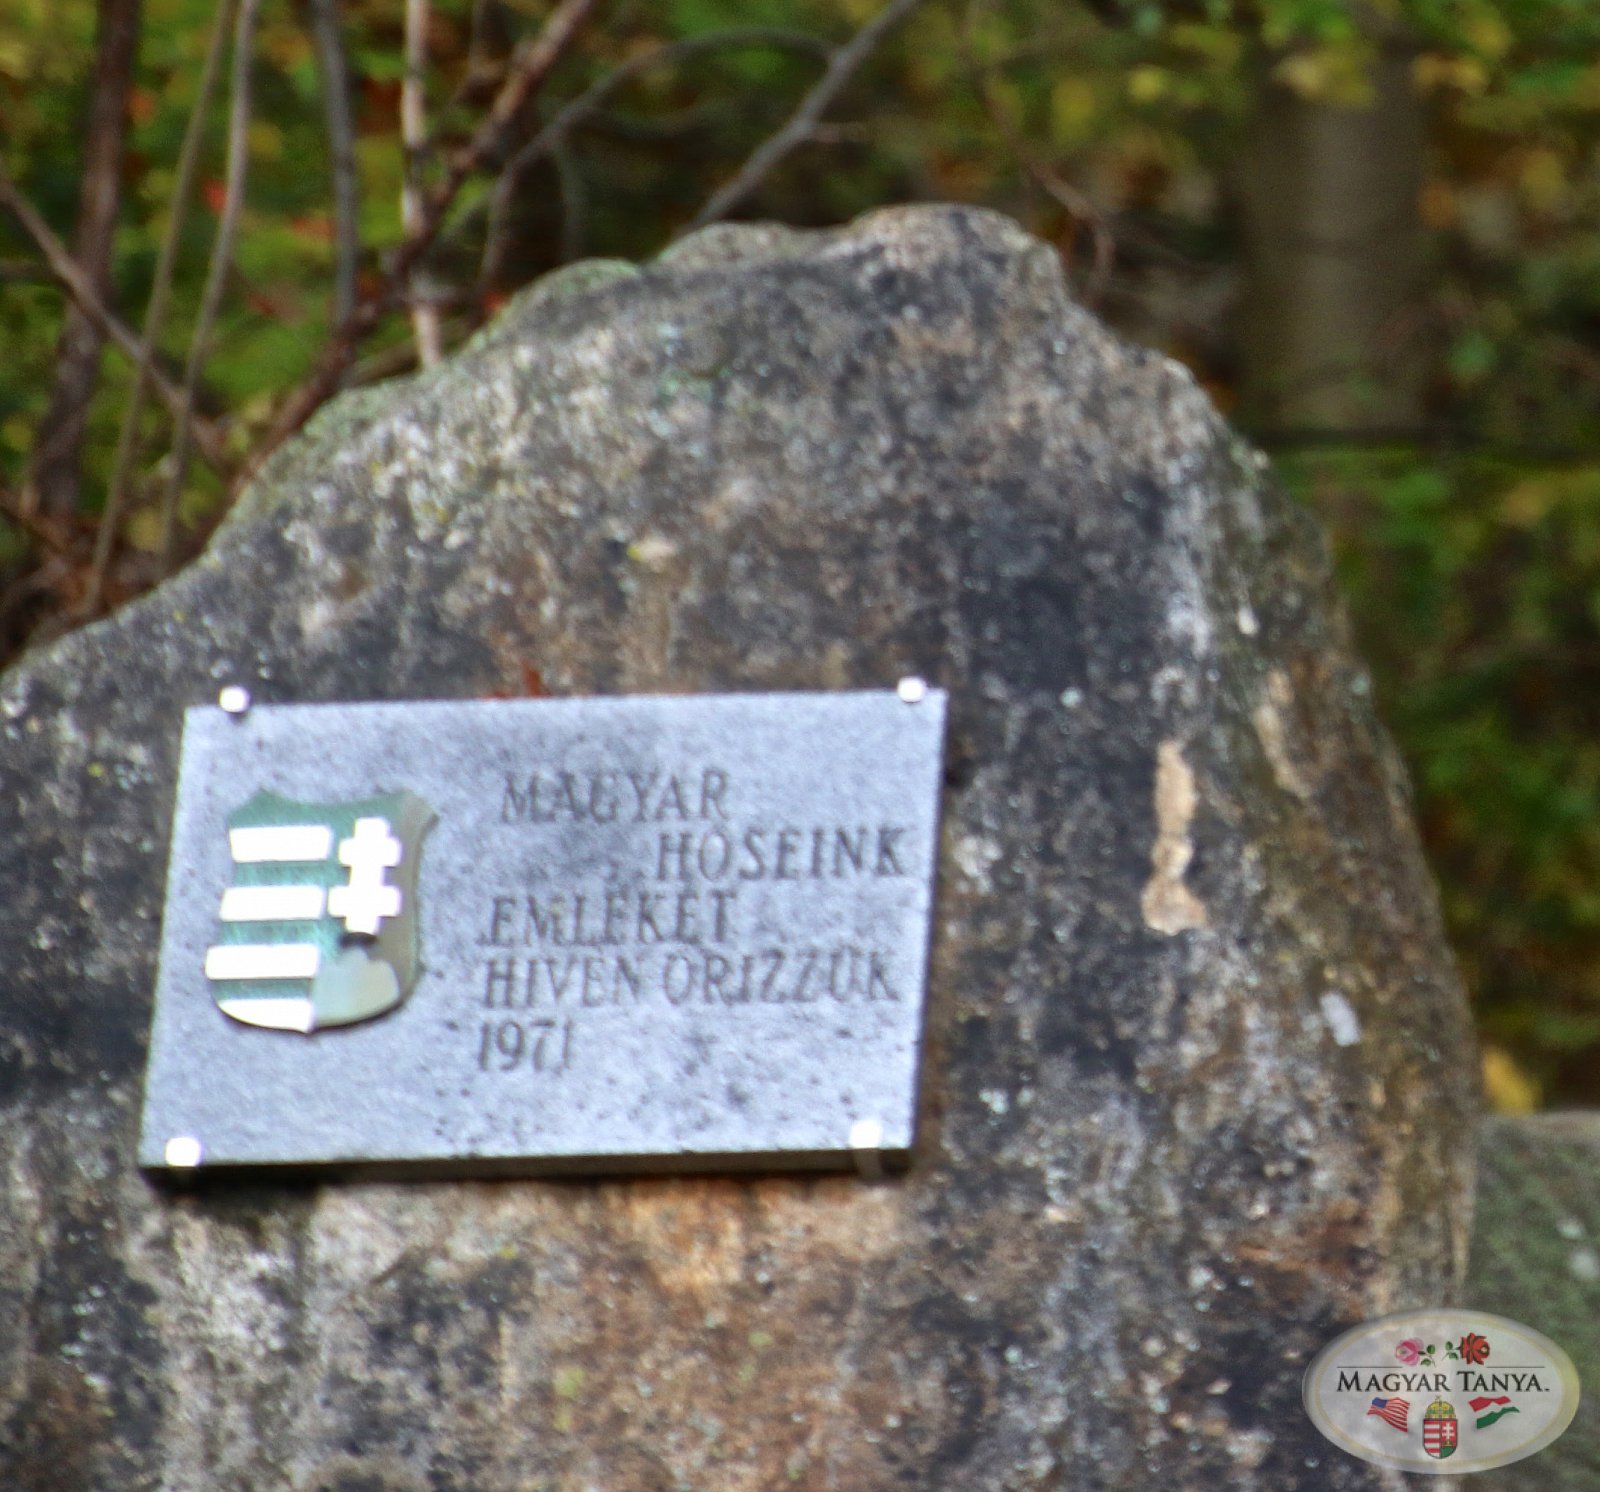 MAGYAR
HŐSEINK
EMLÉKÉT
HIVEN ŐRIZZÜK
1971
MAGYAR TANYA.